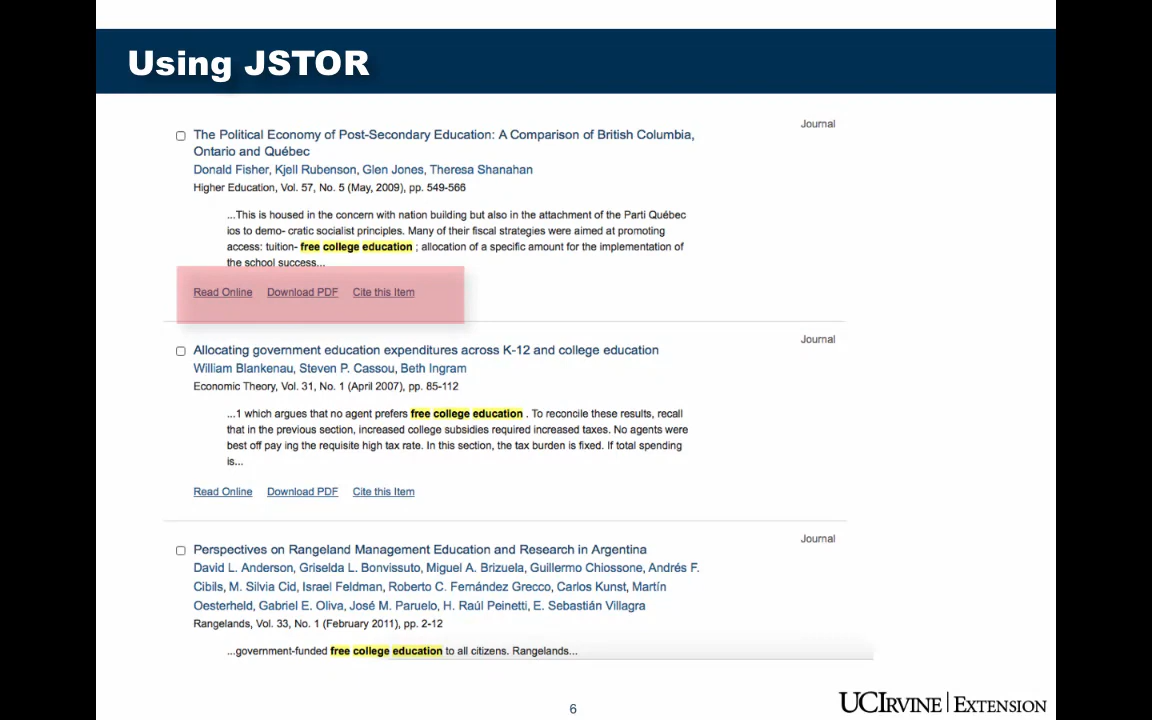 Using JSTOR
Journal
The Political Economy of Post-Secondary Education: A Comparison of British Columbia,
Ontario and Québec
Donald Fisher, Kjell Rubenson, Glen Jones, Theresa Shanahan
Higher Education, Vol. 57, No. 5 (May, 2009), pp. 549-566
...This is housed in the concern with nation building but also in the attachment of the Parti Québec
ios to demo- cratic socialist principles. Many of their fiscal strategies were aimed at promoting
access: tuition- free college education ; allocation of a specific amount for the implementation of
the school success...
Read Online Download PDF Cite this Item
Journal
Allocating government education expenditures across K-12 and college education
William Blankenau, Steven P. Cassou, Beth Ingram
Economic Theory, Vol. 31, No. 1 (April 2007), pp. 85-112
...1 which argues that no agent prefers free college education . To reconcile these results, recall
that in the previous section, increased college subsidies required increased taxes. No agents were
best off pay ing the requisite high tax rate. In this section, the tax burden is fixed. If total spending
is...
Read Online Download PDF Cite this Item
Journal
Perspectives on Rangeland Management Education and Research in Argentina
David L. Anderson, Griselda L. Bonvissuto, Miguel A. Brizuela, Guillermo Chiossone, Andrés F.
Cibils, M. Silvia Cid, Israel Feldman, Roberto C. Fernández Grecco, Carlos Kunst, Martín
Oesterheld, Gabriel E. Oliva, José M. Paruelo, H. Raúl Peinetti, E. Sebastián Villagra
Rangelands, Vol. 33, No. 1 (February 2011), pp. 2-12
...government-funded free college education to all citizens. Rangelands...
6
UCIRVINE | EXTENSION